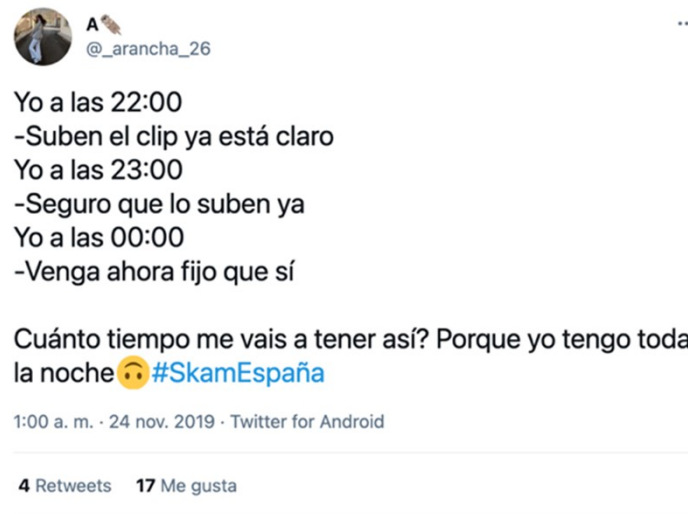 A
@_arancha_26
Yo a las 22:00
-Suben el clip ya está claro
Yo a las 23:00
-Seguro que lo suben ya
Yo a las 00:00
-Venga ahora fijo que sí
Cuánto tiempo me vais a tener así? Porque yo tengo toda
la noche🙃#SkamEspaña
1:00 a. m. · 24 nov. 2019 · Twitter for Android
4 Retweets 17 Me gusta